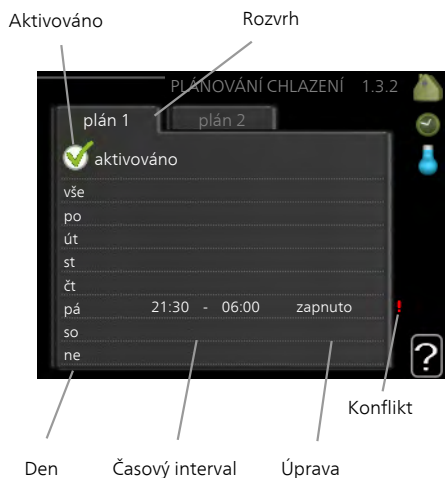 Aktivováno Rozvrh
PLÁNOVÁNÍ CHLAZENÍ 1.3.2
plán 1 plán 2
aktivováno
vše
po
út
st
čt
pá 21:30 - 06:00 zapnuto !
so
ne
?
Konflikt
Den Časový interval Úprava